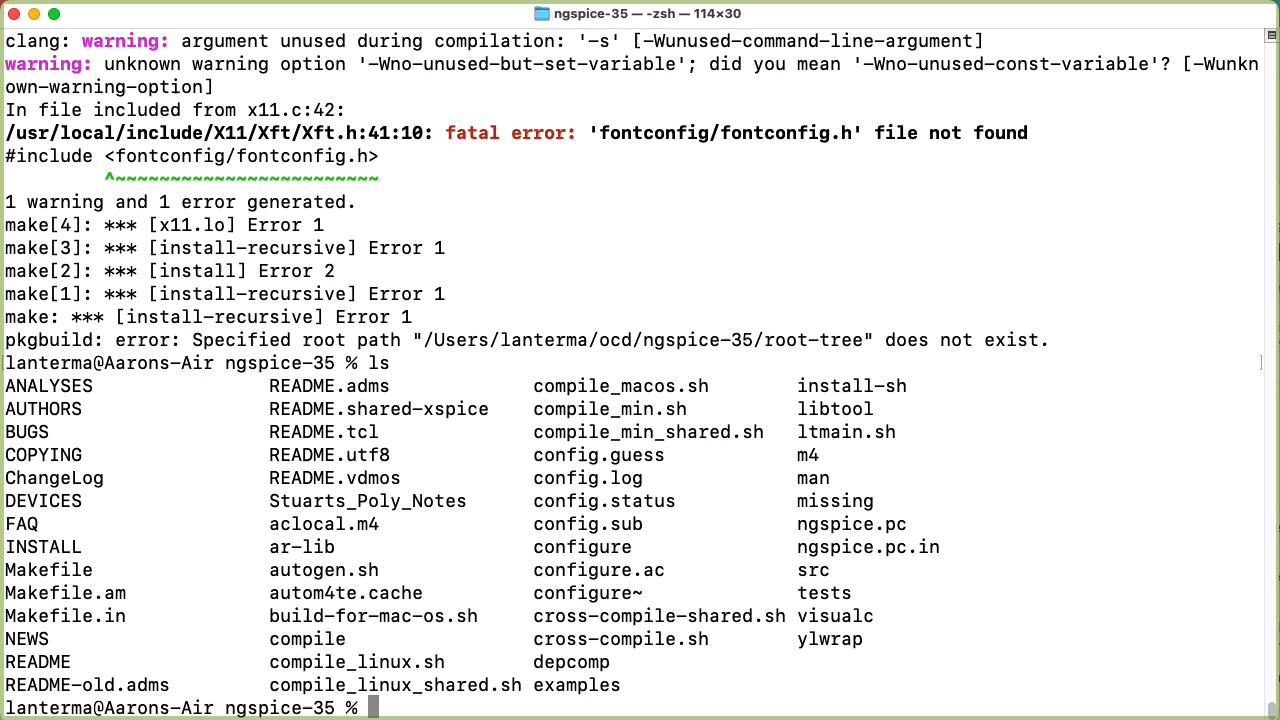 ngspice-35 — -zsh — 114×30
clang: warning: argument unused during compilation: '-s' [-Wunused-command-line-argument]
warning: unknown warning option '-Wno-unused-but-set-variable'; did you mean '-Wno-unused-const-variable'? [-Wunkn
own-warning-option]
In file included from x11.c:42:
/usr/local/include/X11/Xft/Xft.h:41:10: fatal error: 'fontconfig/fontconfig.h' file not found
#include <fontconfig/fontconfig.h>
         ^~~~~~~~~~~~~~~~~~~~~~~~~
1 warning and 1 error generated.
make[4]: *** [x11.lo] Error 1
make[3]: *** [install-recursive] Error 1
make[2]: *** [install] Error 2
make[1]: *** [install-recursive] Error 1
make: *** [install-recursive] Error 1
pkgbuild: error: Specified root path "/Users/lanterma/ocd/ngspice-35/root-tree" does not exist.
[lanterma@Aarons-Air ngspice-35 % ls ]
ANALYSES README.adms compile_macos.sh install-sh
AUTHORS README.shared-xspice compile_min.sh libtool
BUGS README.tcl compile_min_shared.sh ltmain.sh
COPYING README.utf8 config.guess m4
ChangeLog README.vdmos config.log man
DEVICES Stuarts_Poly_Notes config.status missing
FAQ aclocal.m4 config.sub ngspice.pc
INSTALL ar-lib configure ngspice.pc.in
Makefile autogen.sh configure.ac src
Makefile.am autom4te.cache configure~ tests
Makefile.in build-for-mac-os.sh cross-compile-shared.sh visualc
NEWS compile cross-compile.sh ylwrap
README compile_linux.sh depcomp
README-old.adms compile_linux_shared.sh examples
lanterma@Aarons-Air ngspice-35 %